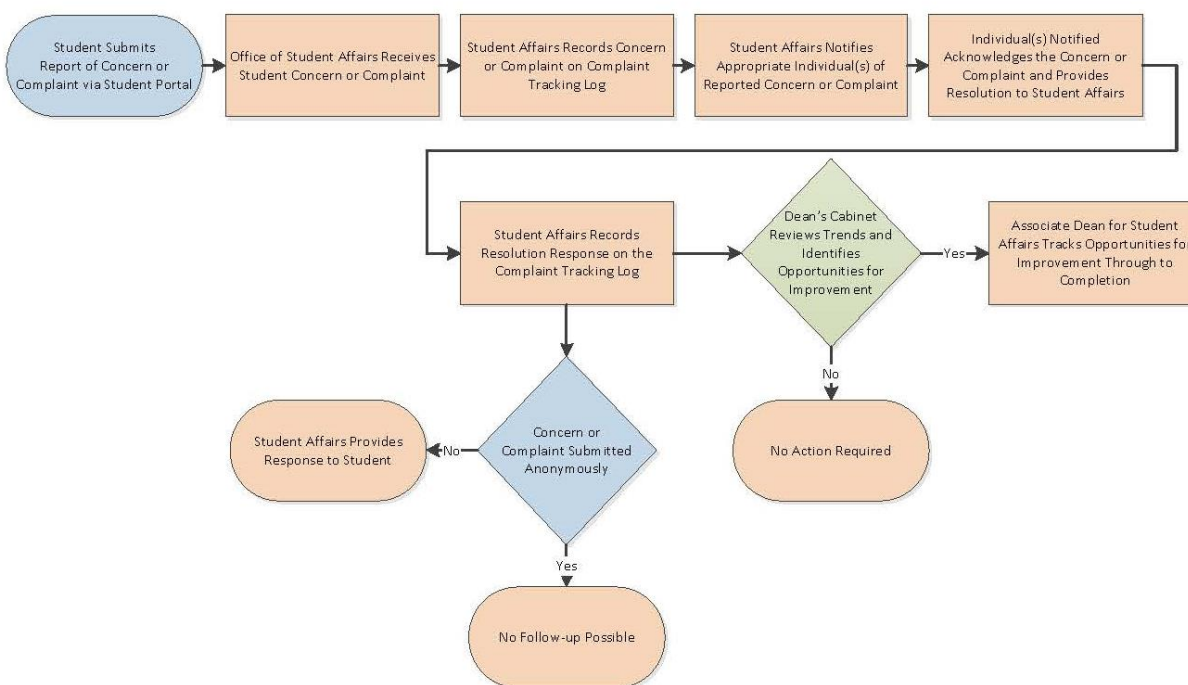 Student Submits
Report of Concern or
Complaint via Student Portal
Office of Student Affairs Receives
Student Concern or Complaint
Student Affairs Records Concern
or Complaint on Complaint
Tracking Log
Student Affairs Notifies
Appropriate Individual(s) of
Reported Concern or Complaint
Individual(s) Notified
Acknowledges the Concern or
Complaint and Provides
Resolution to Student Affairs
Student Affairs Records
Resolution Response on the
Complaint Tracking Log
Dean's Cabinet
Reviews Trends and
Identifies
Opportunities for
Improvement
Yes
Associate Dean for Student
Affairs Tracks Opportunities for
Improvement Through to
Completion
No
No Action Required
Concern or
Complaint Submitted
Anonymously
No
Student Affairs Provides
Response to Student
Yes
No Follow-up Possible